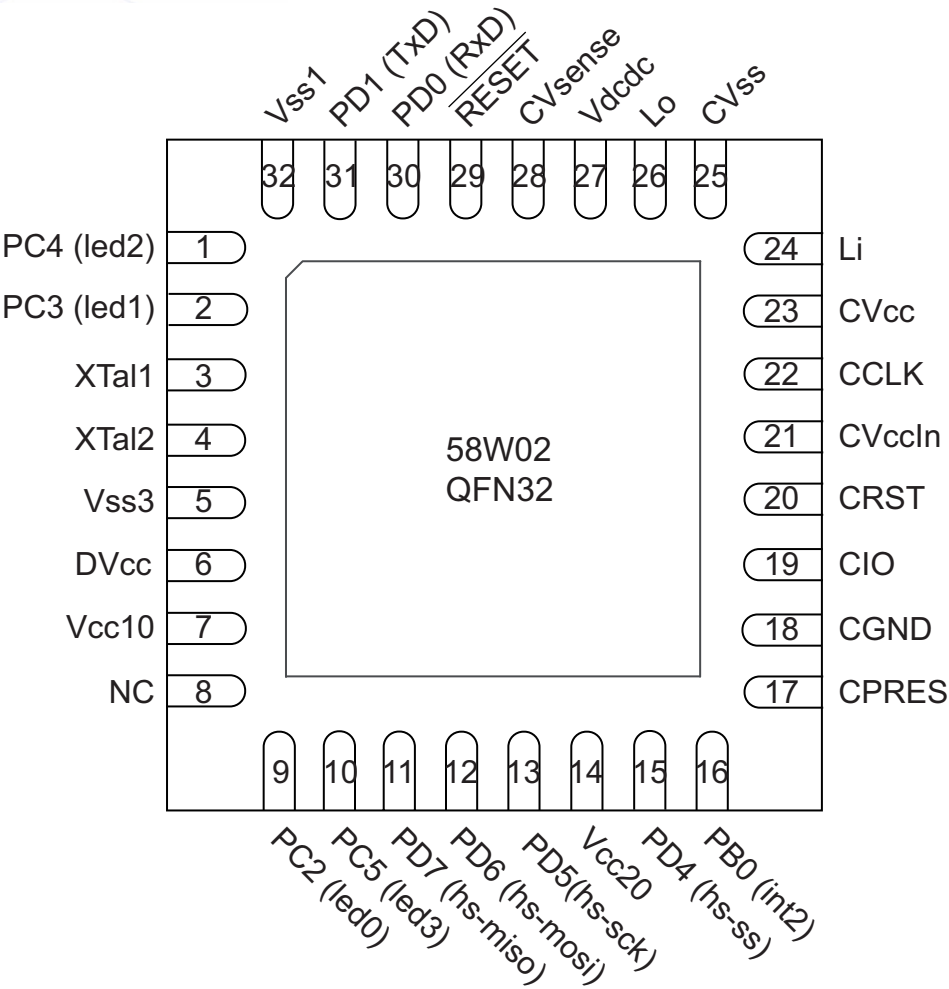 Vss1
PD1 (TxD)
PD0 (RxD)
RESET
CVsense
Vdcdc
Lo
CVss
32 31 30 29 28 27 26 25
PC4 (led2) 1 24 Li
PC3 (led1) 2 23 CVcc
XTal1 3 22 CCLK
XTal2 4 21 CVccIn
Vss3 5 20 CRST
DVcc 6 19 CIO
Vcc10 7 18 CGND
NC 8 17 CPRES
58W02
QFN32
9 10 11 12 13 14 15 16
PC2 (led0)
PC5 (led3)
PD7 (hs-miso)
PD6 (hs-mosi)
PD5(hs-sck)
Vcc20
PD4 (hs-ss)
PB0 (int2)